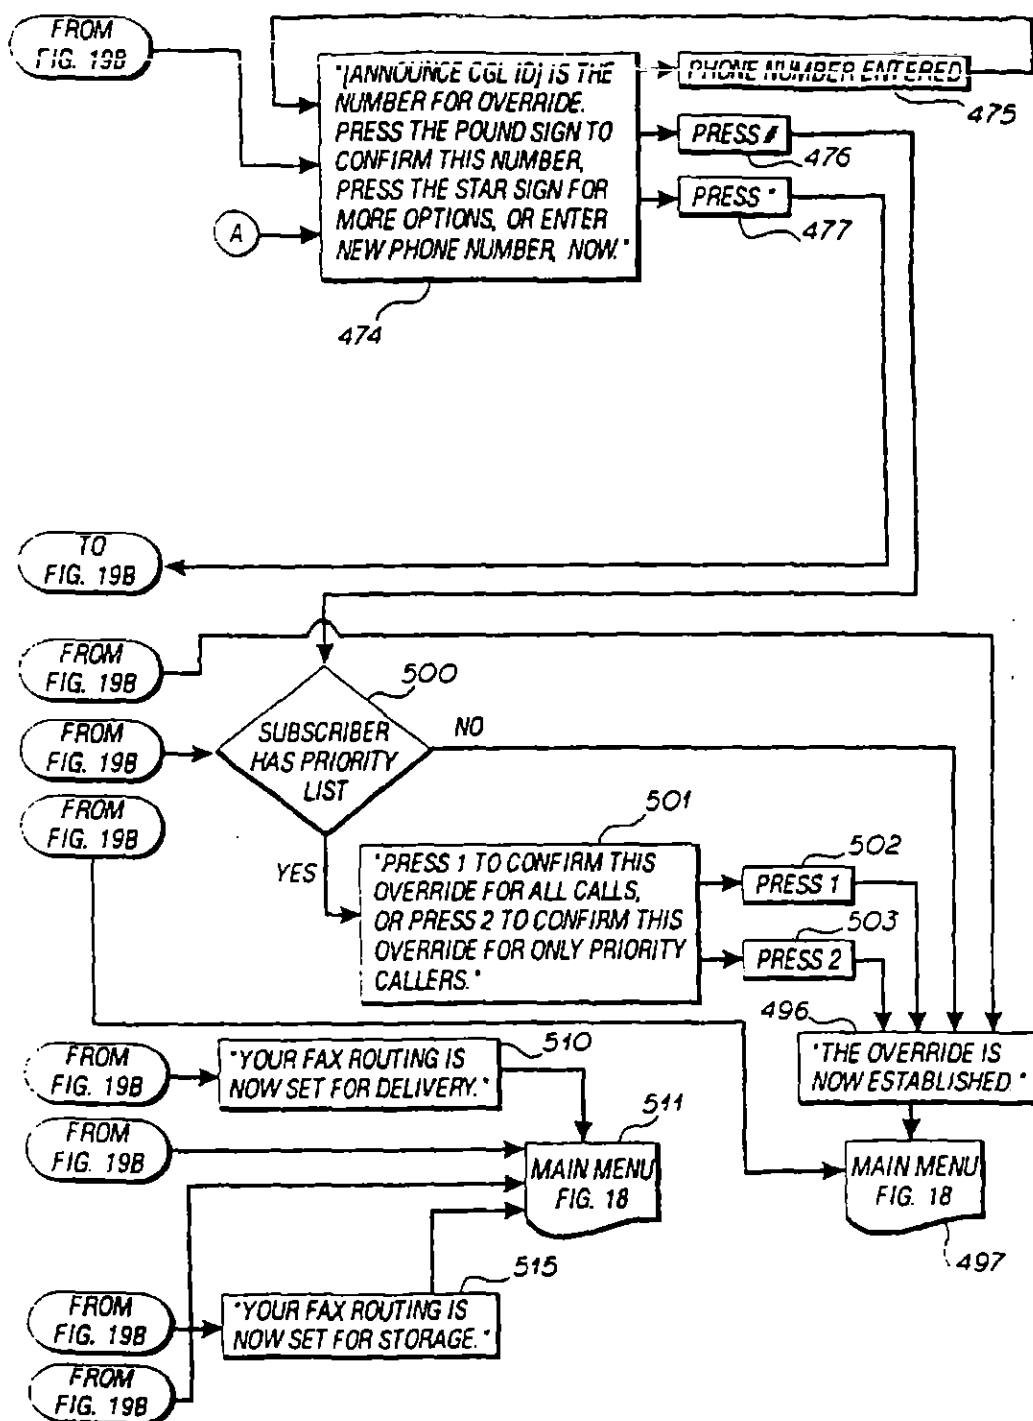 FROM
FIG. 19B
"[ANNOUNCE CGL ID] IS THE
NUMBER FOR OVERRIDE.
PRESS THE POUND SIGN TO
CONFIRM THIS NUMBER,
PRESS THE STAR SIGN FOR
MORE OPTIONS, OR ENTER
NEW PHONE NUMBER, NOW."
474
PHONE NUMBER ENTERED
475
PRESS #
476
PRESS *
477
A
TO
FIG. 19B
FROM
FIG. 19B
FROM
FIG. 19B
FROM
FIG. 19B
SUBSCRIBER
HAS PRIORITY
LIST
500
NO
YES
"PRESS 1 TO CONFIRM THIS
OVERRIDE FOR ALL CALLS,
OR PRESS 2 TO CONFIRM THIS
OVERRIDE FOR ONLY PRIORITY
CALLERS."
501
PRESS 1
502
PRESS 2
503
496
"THE OVERRIDE IS
NOW ESTABLISHED."
MAIN MENU
FIG. 18
497
FROM
FIG. 19B
"YOUR FAX ROUTING IS
NOW SET FOR DELIVERY."
510
FROM
FIG. 19B
MAIN MENU
FIG. 18
511
FROM
FIG. 19B
"YOUR FAX ROUTING IS
NOW SET FOR STORAGE."
515
FROM
FIG. 19B